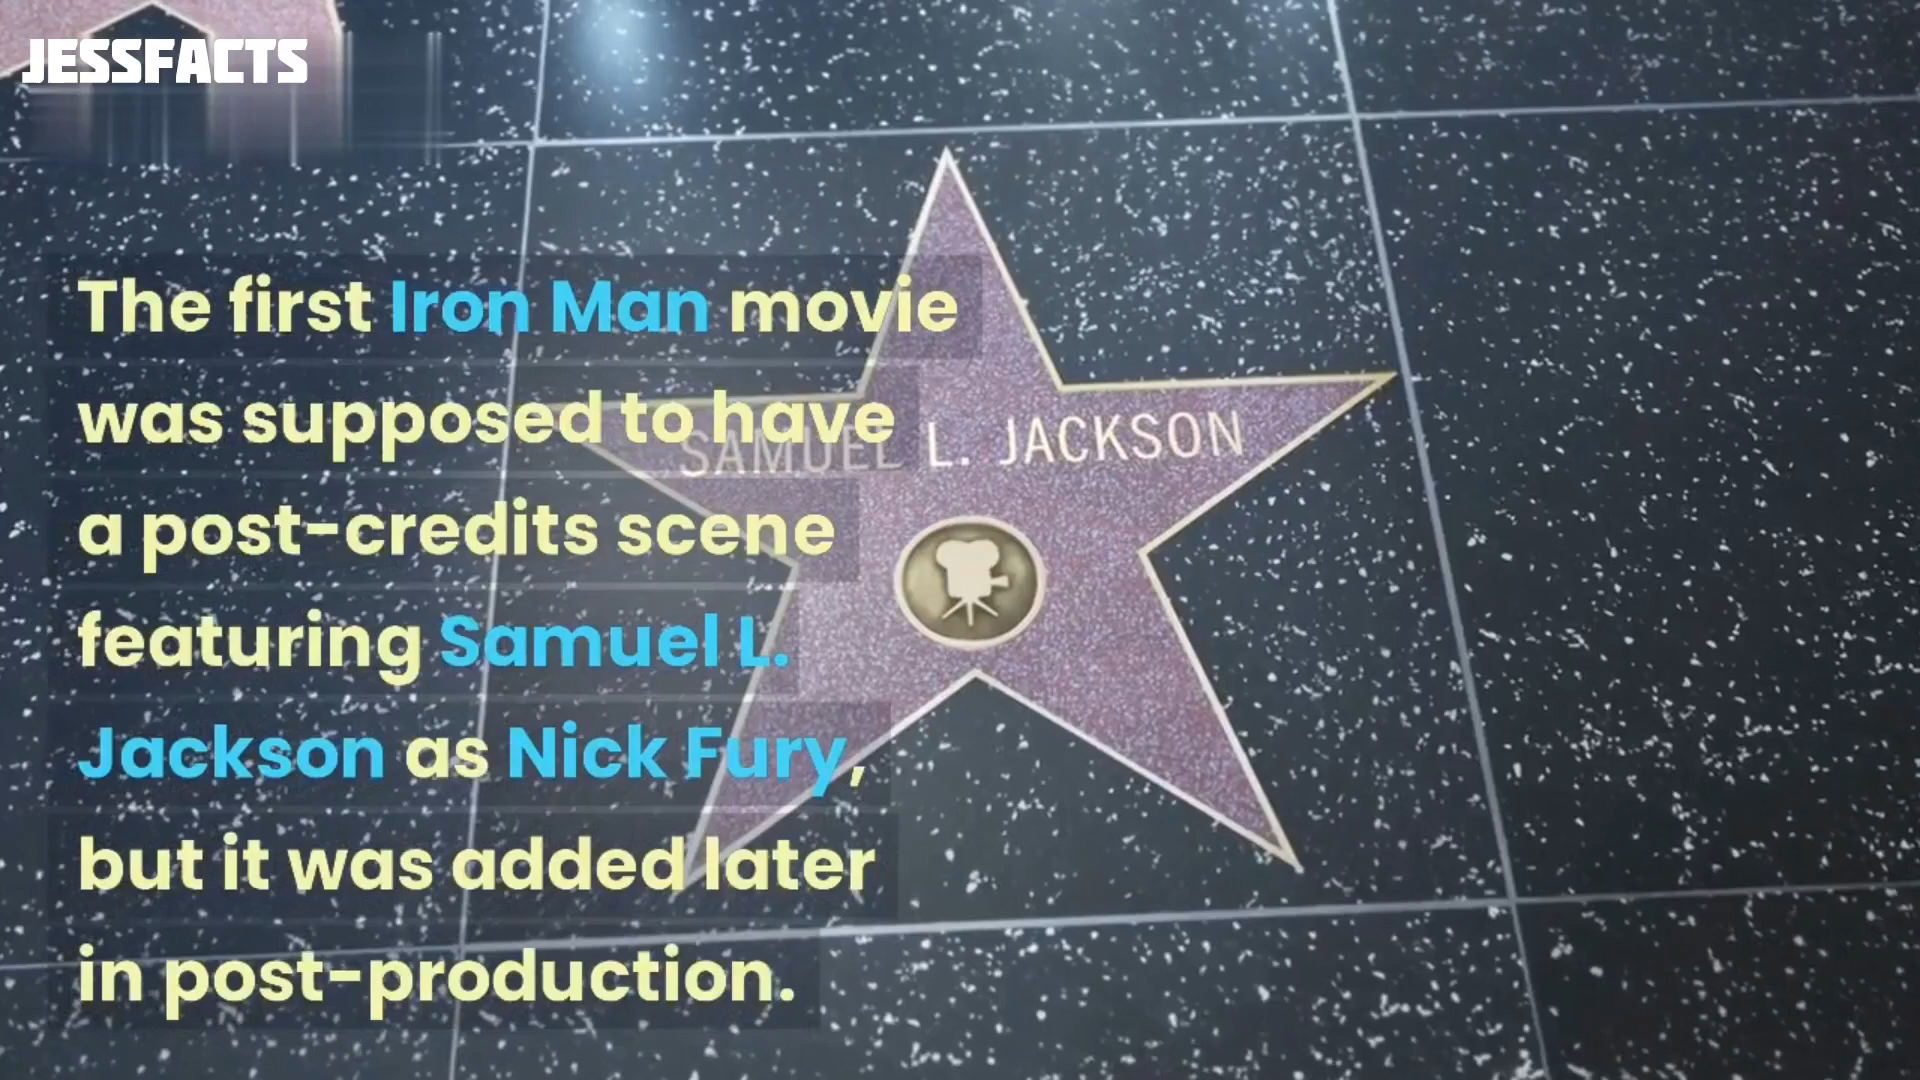 JESSFACTS
The first Iron Man movie
was supposed to have
a post-credits scene
featuring Samuel L.
Jackson as Nick Fury,
but it was added later
in post-production.
SAMUEL L. JACKSON